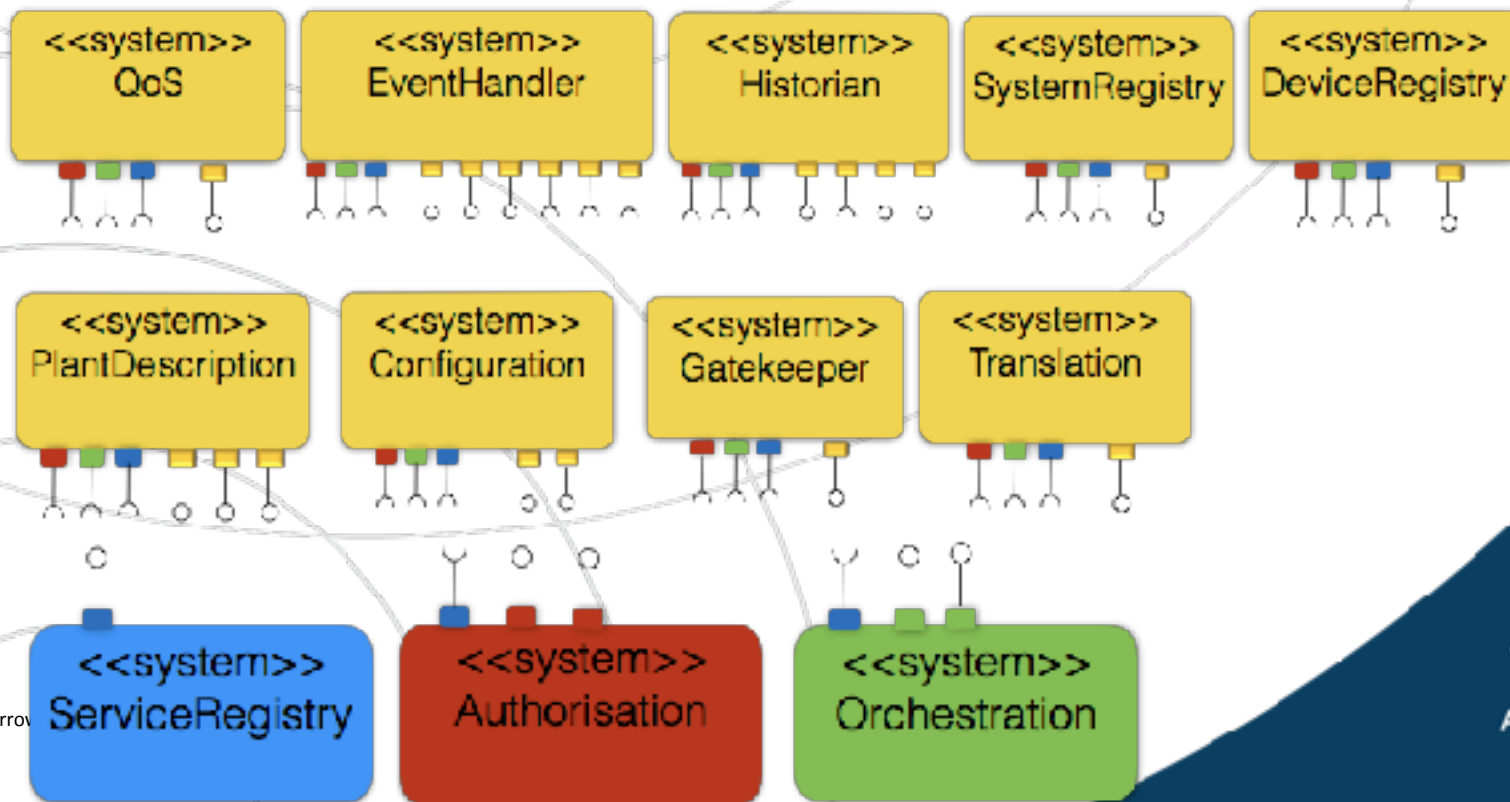 <<system>>
QoS
<<system>>
EventHandler
<<system>>
Historian
<<system>>
SystemRegistry
<<system>>
DeviceRegistry
<<system>>
PlantDescription
<<system>>
Configuration
<<system>>
Gatekeeper
<<system>>
Translation
<<system>>
ServiceRegistry
<<system>>
Authorisation
<<system>>
Orchestration